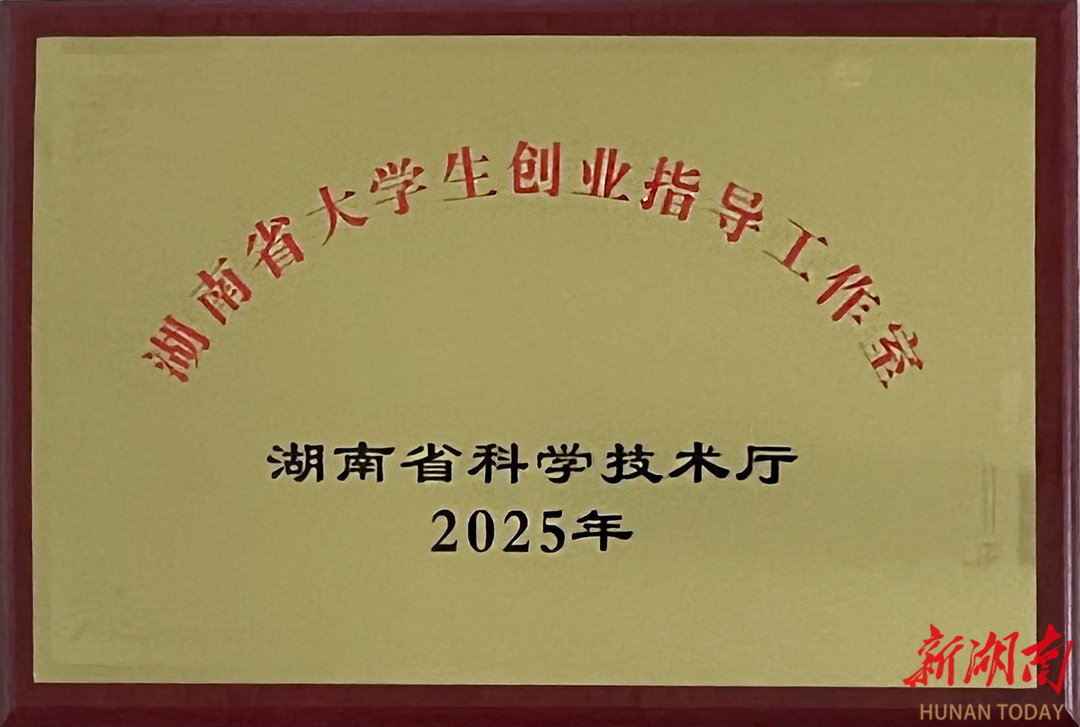 湖南省大学生创业指导工作室
湖南省科学技术厅
2025年
新湖南
HUNAN TODAY